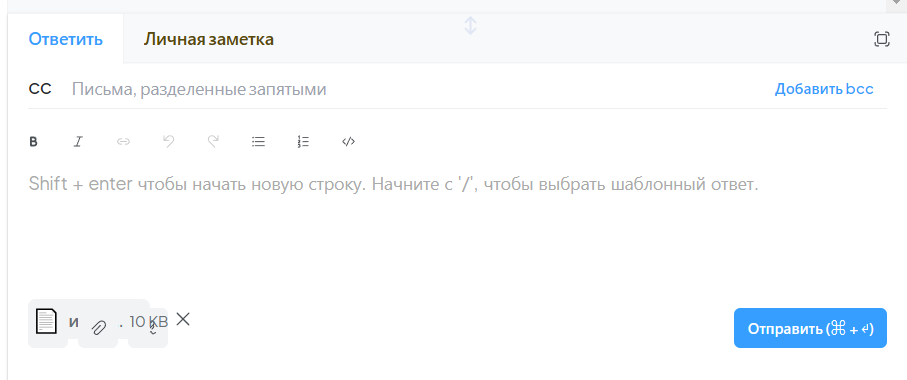 Ответить Личная заметка
CC Письма, разделенные запятыми Добавить bcc
B I
Shift + enter чтобы начать новую строку. Начните с '/', чтобы выбрать шаблонный ответ.
10 KB
Отправить (⌘ + ↵)